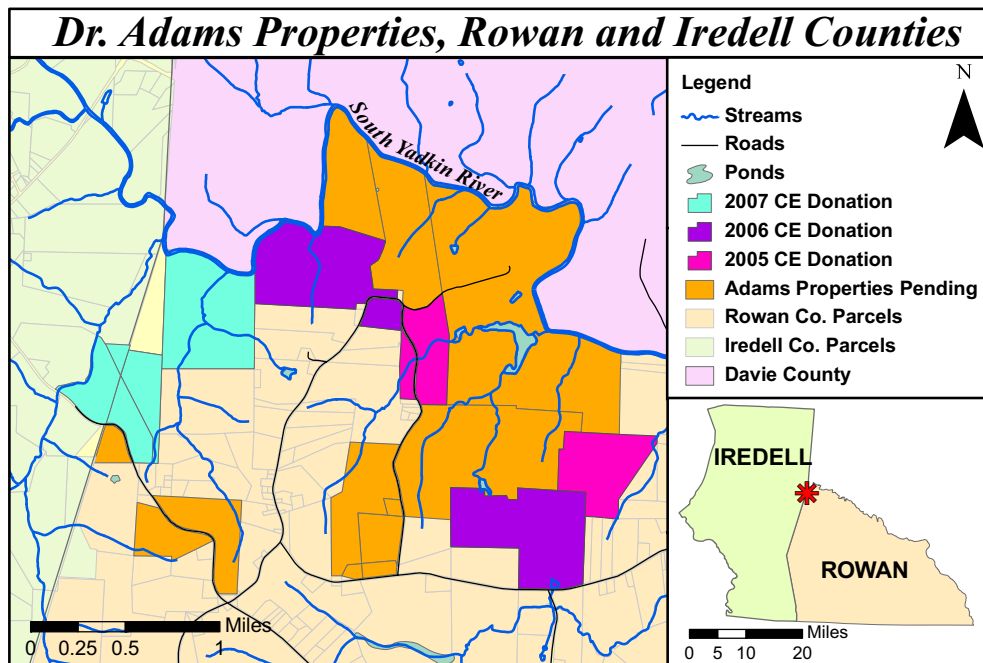 Dr. Adams Properties, Rowan and Iredell Counties
South Yadkin River
Legend
N
Streams
Roads
Ponds
2007 CE Donation
2006 CE Donation
2005 CE Donation
Adams Properties Pending
Rowan Co. Parcels
Iredell Co. Parcels
Davie County
IREDELL
ROWAN
Miles
0 0.25 0.5 1
Miles
0 5 10 20